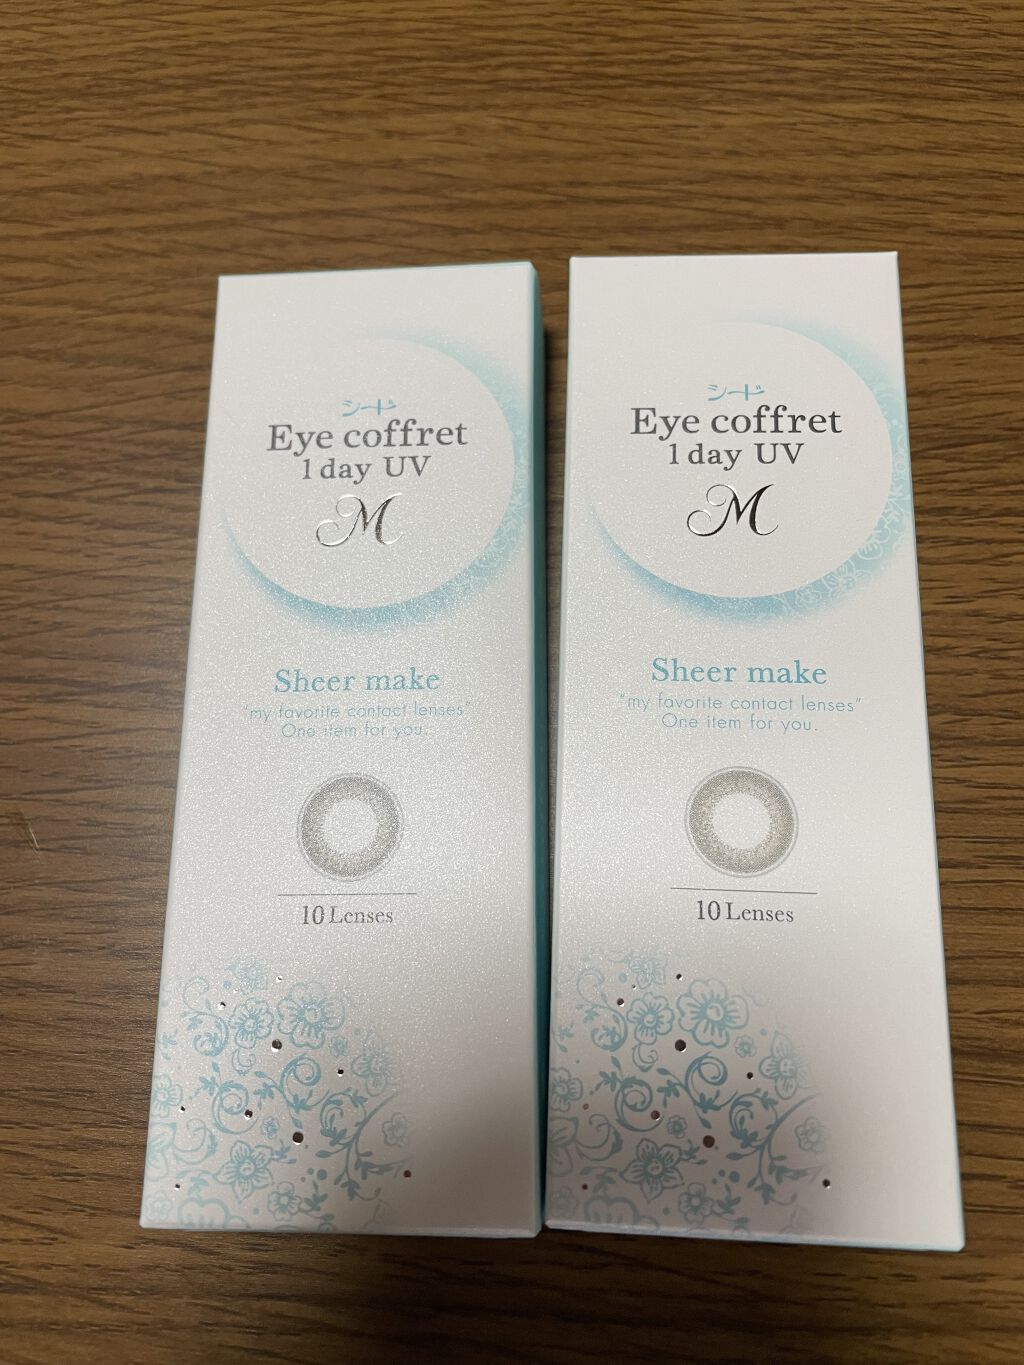 シード
Eye coffret
1 day UV
M
Sheer make
"my favorite contact lenses"
One item for you.
10 Lenses
シード
Eye coffret
1 day UV
M
Sheer make
"my favorite contact lenses"
One item for you.
10 Lenses